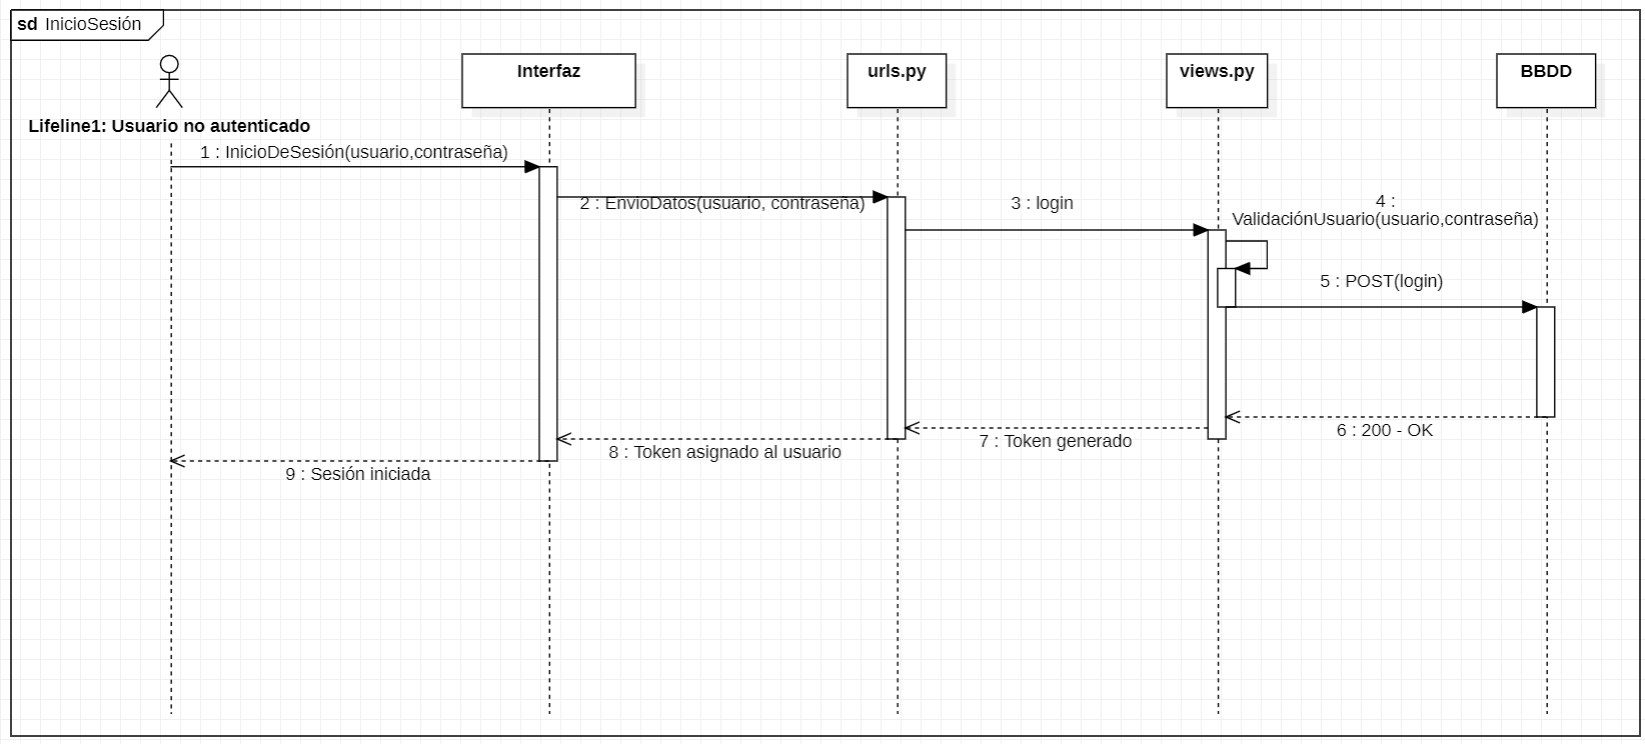 sd InicioSesión
Interfaz
urls.py
views.py
BBDD
Lifeline1: Usuario no autenticado
1 : InicioDeSesión(usuario,contraseña)
2 : EnvioDatos(usuario, contraseña)
3 : login
4 :
ValidaciónUsuario(usuario,contraseña)
5 : POST(login)
6 : 200 - OK
7 : Token generado
8 : Token asignado al usuario
9 : Sesión iniciada